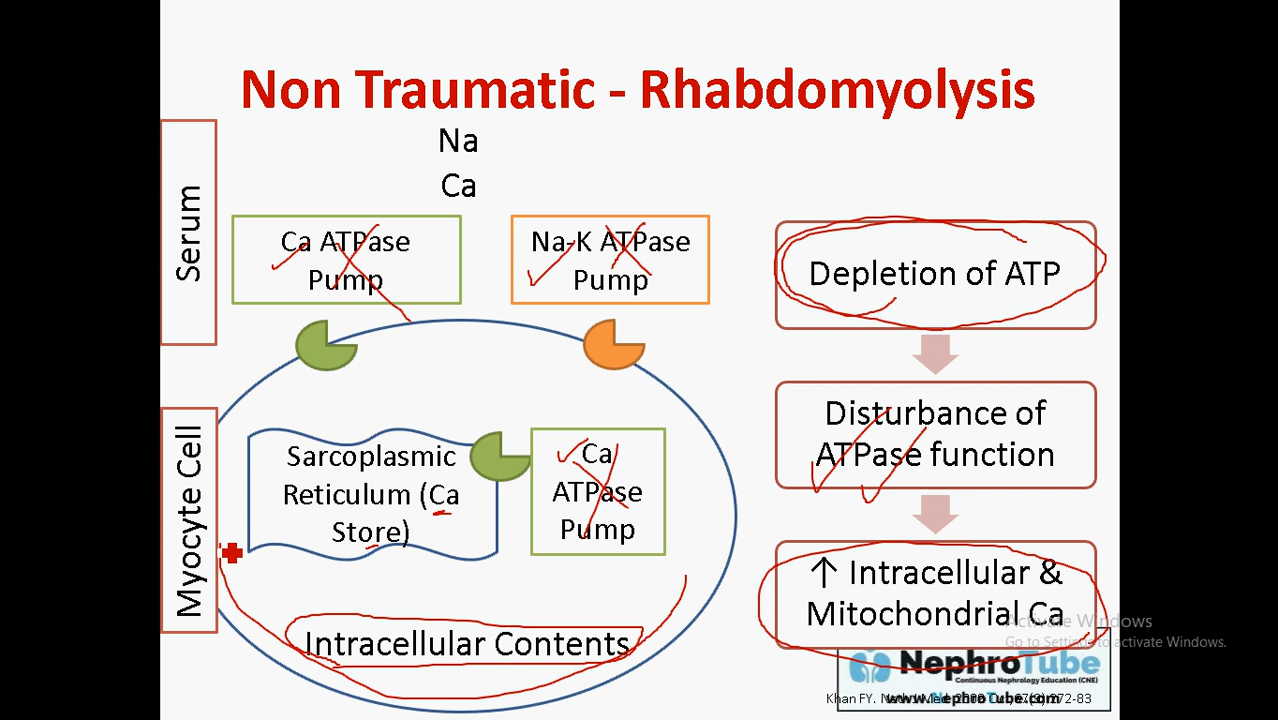 Non Traumatic - Rhabdomyolysis
Serum
Na
Ca
Ca ATPase
Pump
Na-K ATPase
Pump
Depletion of ATP
Disturbance of
ATPase function
↑ Intracellular &
Mitochondrial Ca
Myocyte Cell
Sarcoplasmic
Reticulum (Ca
Store)
Ca
ATPase
Pump
Intracellular Contents
Activate Windows
Go to Settings to activate Windows.
NephroTube
Continuous Nephrology Education (CNE)
www.NephroTube.com
Khan FY.